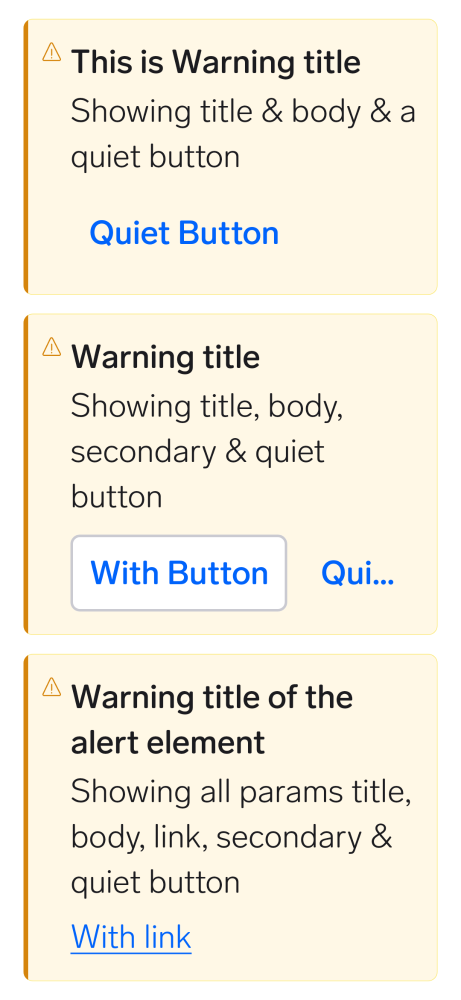 This is Warning title
Showing title & body & a
quiet button
Quiet Button
Warning title
Showing title, body,
secondary & quiet
button
With Button Qui...
Warning title of the
alert element
Showing all params title,
body, link, secondary &
quiet button
With link